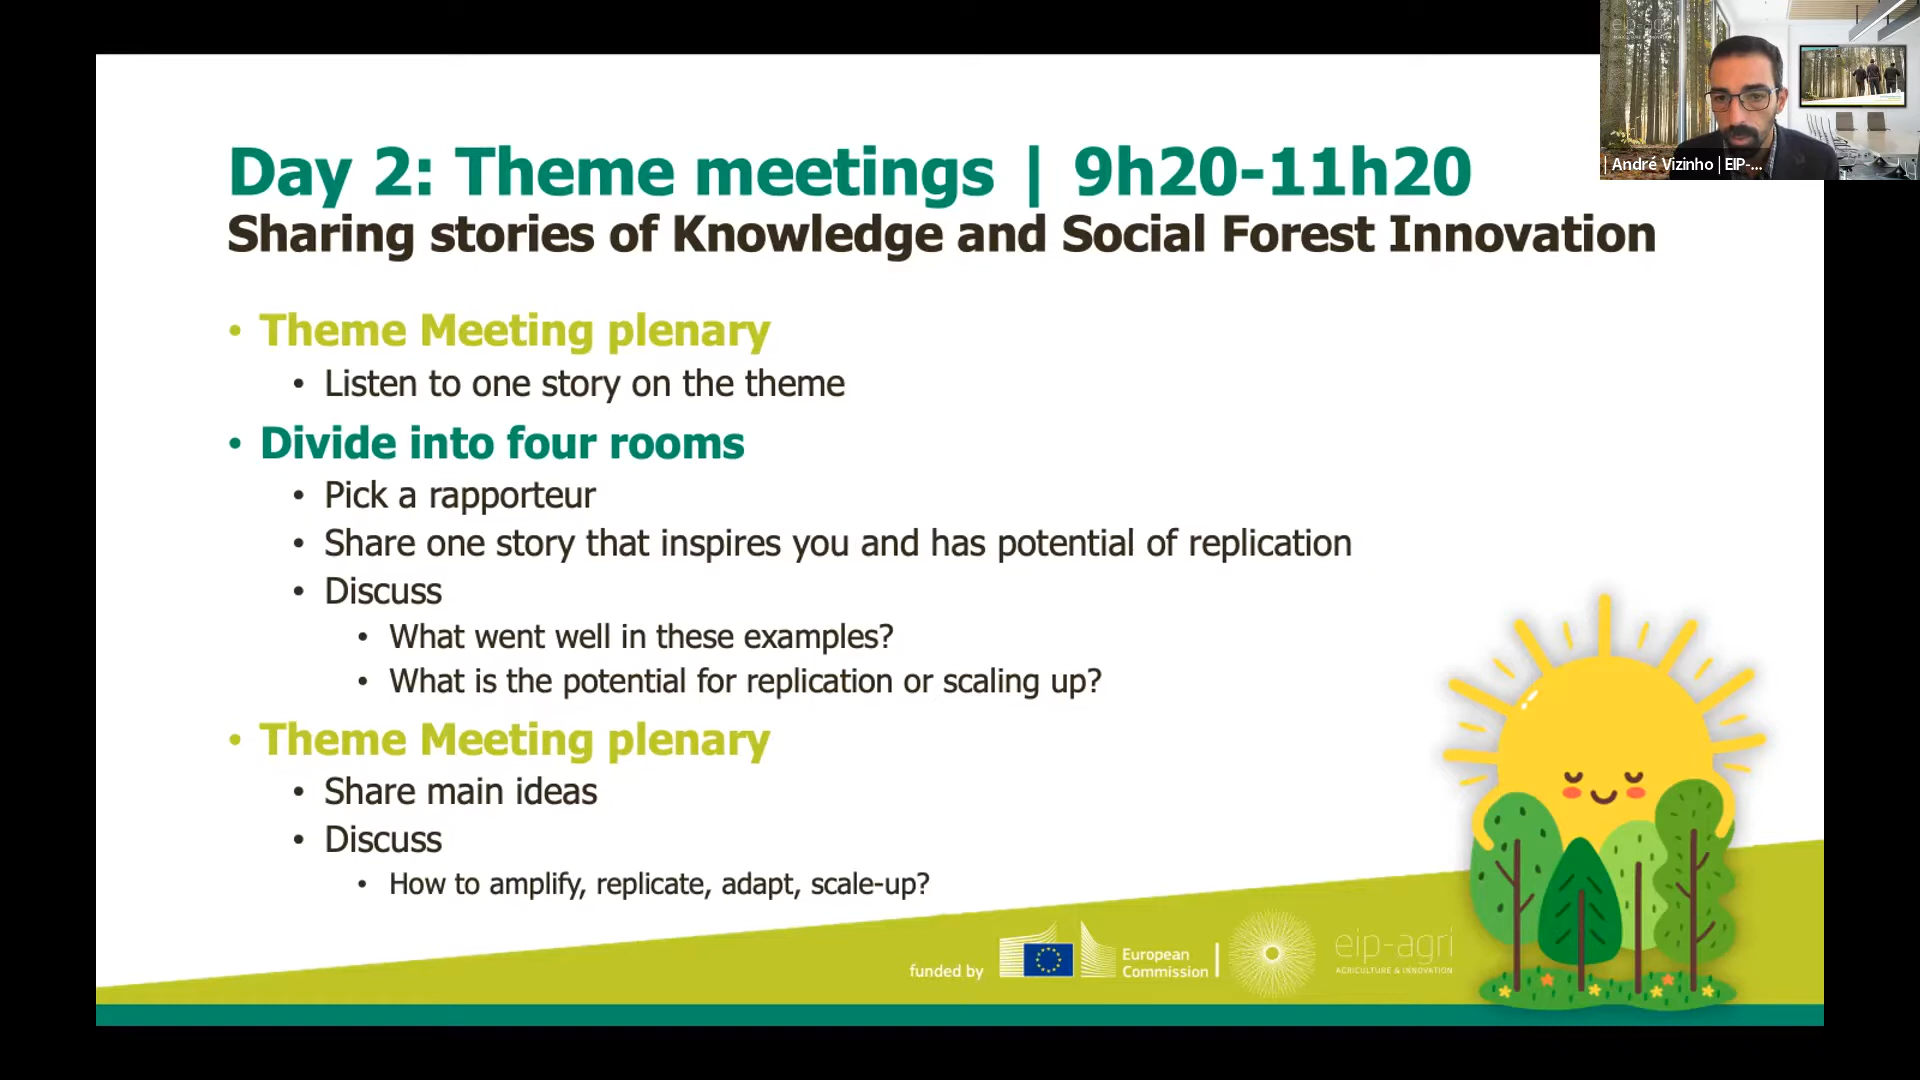 Day 2: Theme meetings | 9h20-11h20
Sharing stories of Knowledge and Social Forest Innovation
• Theme Meeting plenary
• Listen to one story on the theme
• Divide into four rooms
• Pick a rapporteur
• Share one story that inspires you and has potential of replication
• Discuss
• What went well in these examples?
• What is the potential for replication or scaling up?
• Theme Meeting plenary
• Share main ideas
• Discuss
• How to amplify, replicate, adapt, scale-up?
funded by
European
Commission
eip-agri
AGRICULTURE & INNOVATION
eip-agri
| André Vizinho | EIP-...